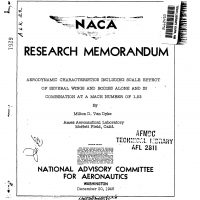 NACA
RESEARCH MEMORANDUM
AERODYNAMIC CHARACTERISTICS INCLUDING SCALE EFFECT
OF SEVERAL WINGS AND BODIES ALONE AND IN
COMBINATION AT A MACH NUMBER OF 1.53
By
Milton D. Van Dyke
Ames Aeronautical Laboratory
Moffett Field, Calif.
AFMDC
TECHNICAL LIBRARY
AFL 2811
NATIONAL ADVISORY COMMITTEE
FOR AERONAUTICS
WASHINGTON
December 20, 1946